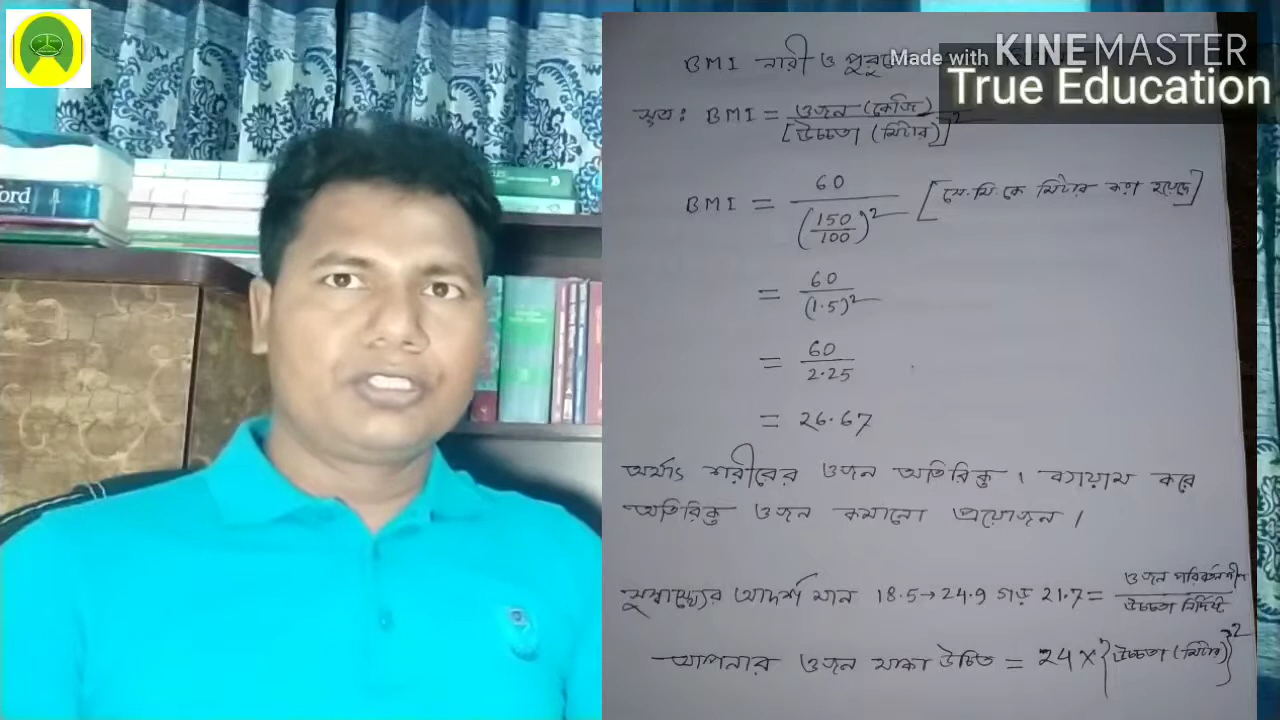 BMI নারী ও
Made with KINEMASTER
True Education
সূত্র: BMI = ওজন (কেজি) / [উচ্চতা (মিটার)]²
BMI = 60 / (150/100)² [সে.মি.কে মিটার করা হয়েছে]
= 60 / (1.5)²
= 60 / 2.25
= 26.67
অর্থাৎ শরীরের ওজন অতিরিক্ত। ব্যায়াম করে
অতিরিক্ত ওজন কমানো প্রয়োজন।
সুস্বাস্থ্যের আদর্শ মান 18.5→24.9 গড় 21.7 = ওজন পরিবর্তনশীল / উচ্চতা নির্দিষ্ট
আপনার ওজন থাকা উচিত = 24 × {উচ্চতা (মিটার)}²
ord